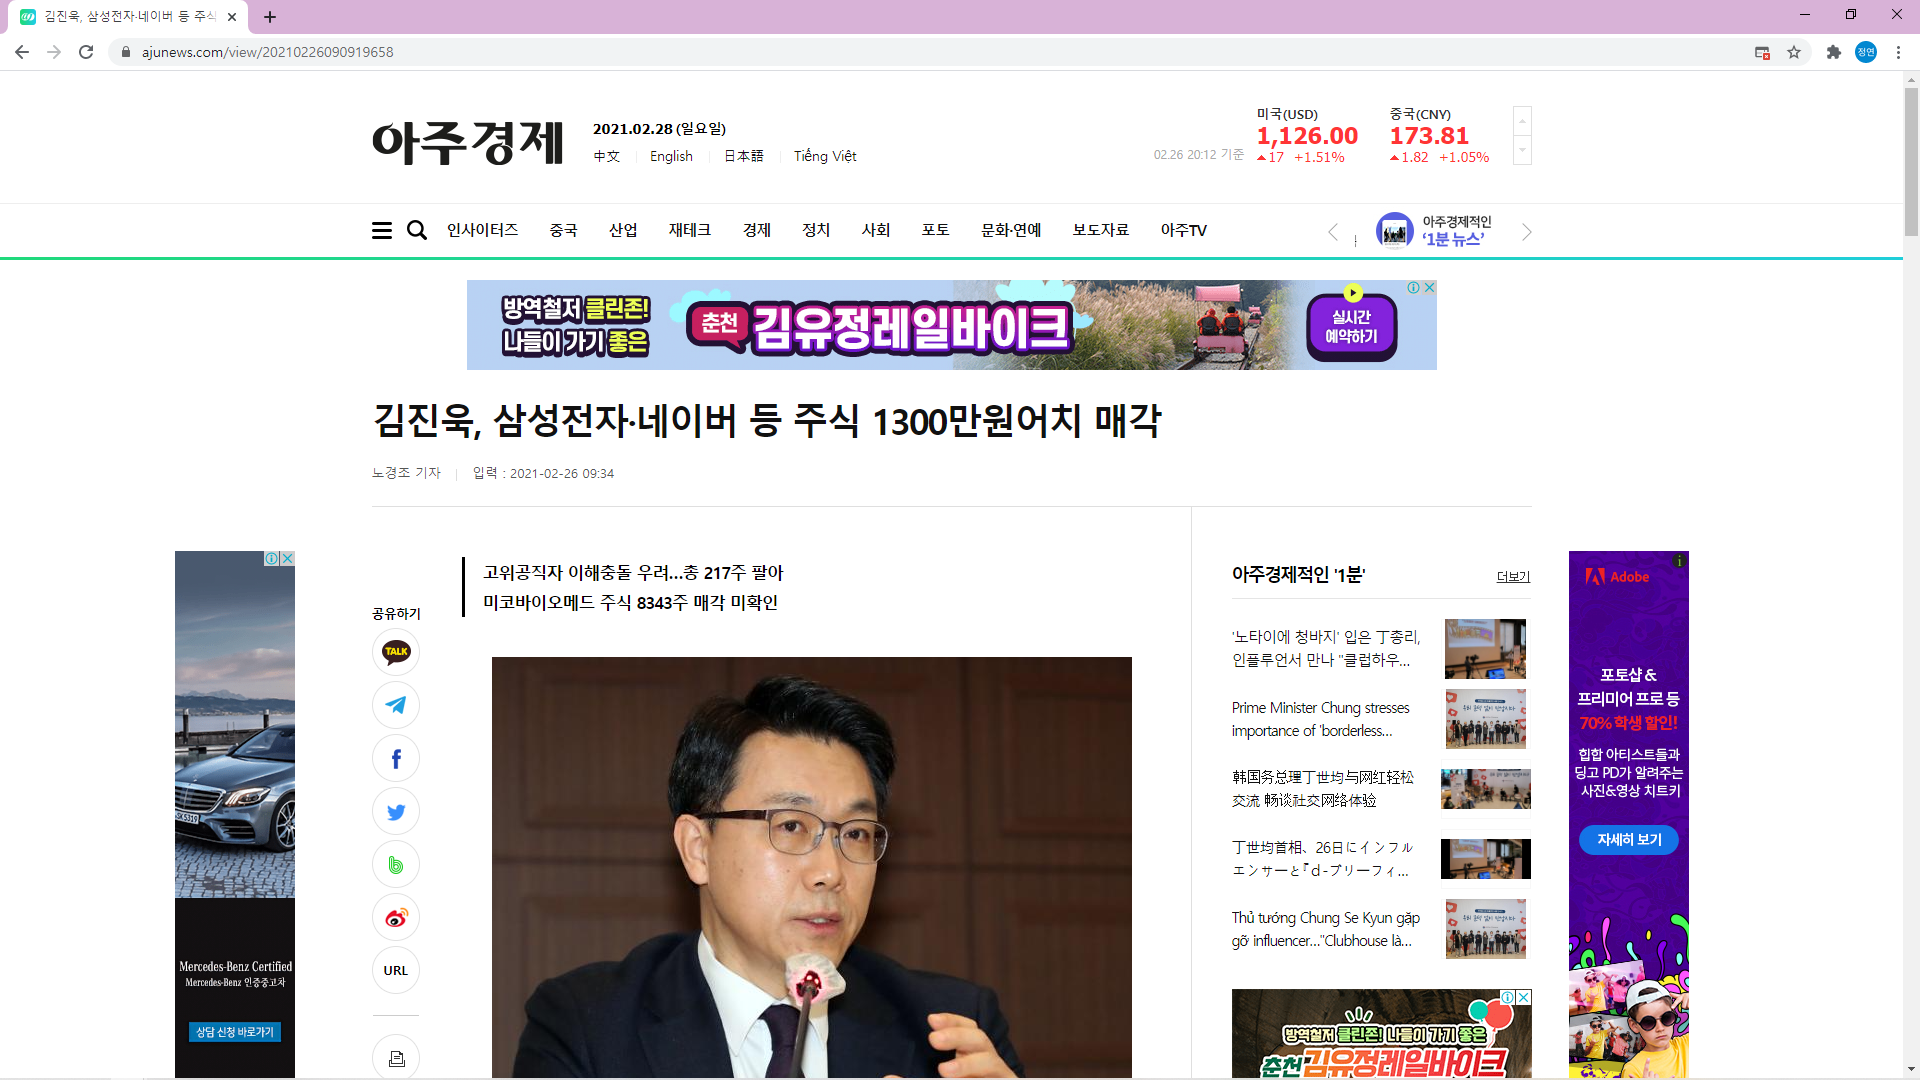 김진욱, 삼성전자·네이버 등 주식
ajunews.com/view/20210226090919658
정연
아주경제
2021.02.28 (일요일)
中文 English 日本語 Tiếng Việt
02.26 20:12 기준
미국(USD)
1,126.00
17 +1.51%
중국(CNY)
173.81
1.82 +1.05%
인사이터즈 중국 산업 재테크 경제 정치 사회 포토 문화·연예 보도자료 아주TV
아주경제적인
'1분 뉴스'
방역철저 클린존!
나들이 가기 좋은
춘천 김유정레일바이크
실시간
예약하기
김진욱, 삼성전자·네이버 등 주식 1300만원어치 매각
노경조 기자 입력 : 2021-02-26 09:34
고위공직자 이해충돌 우려…총 217주 팔아
미코바이오메드 주식 8343주 매각 미확인
공유하기
TALK
URL
Mercedes-Benz Certified
Mercedes-Benz 인증중고차
상담 신청 바로가기
아주경제적인 '1분'
더보기
'노타이에 청바지' 입은 丁총리,
인플루언서 만나 "클럽하우...
Prime Minister Chung stresses
importance of 'borderless...
韩国务总理丁世均与网红轻松
交流 畅谈社交网络体验
丁世均首相、26日にインフル
エンサーと『d-ブリーフィ...
Thủ tướng Chung Se Kyun gặp
gỡ influencer..."Clubhouse là...
방역철저 클린존! 나들이 가기 좋은
춘천 김유정레일바이크
Adobe
포토샵 &
프리미어 프로 등
70% 학생 할인!
힙합 아티스트들과
딩고 PD가 알려주는
사진&영상 치트키
자세히 보기